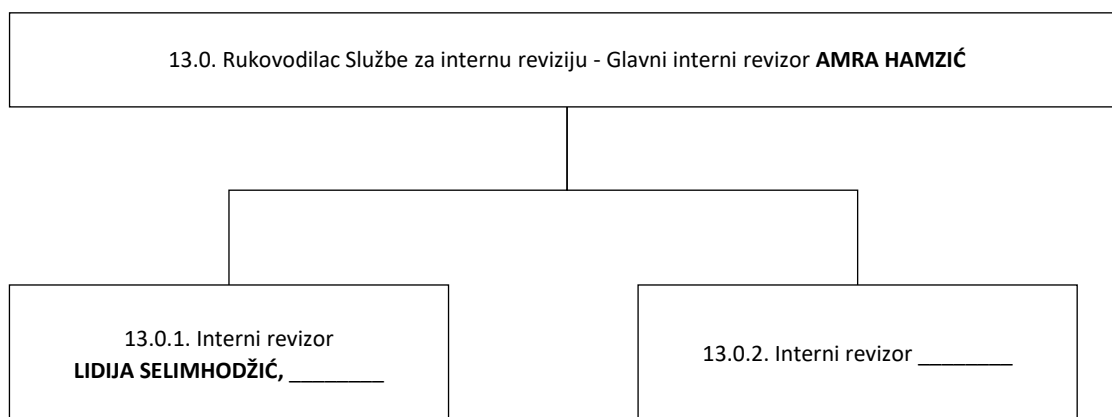 13.0. Rukovodilac Službe za internu reviziju - Glavni interni revizor AMRA HAMZIĆ
13.0.1. Interni revizor
LIDIJA SELIMHODŽIĆ, ________
13.0.2. Interni revizor ________